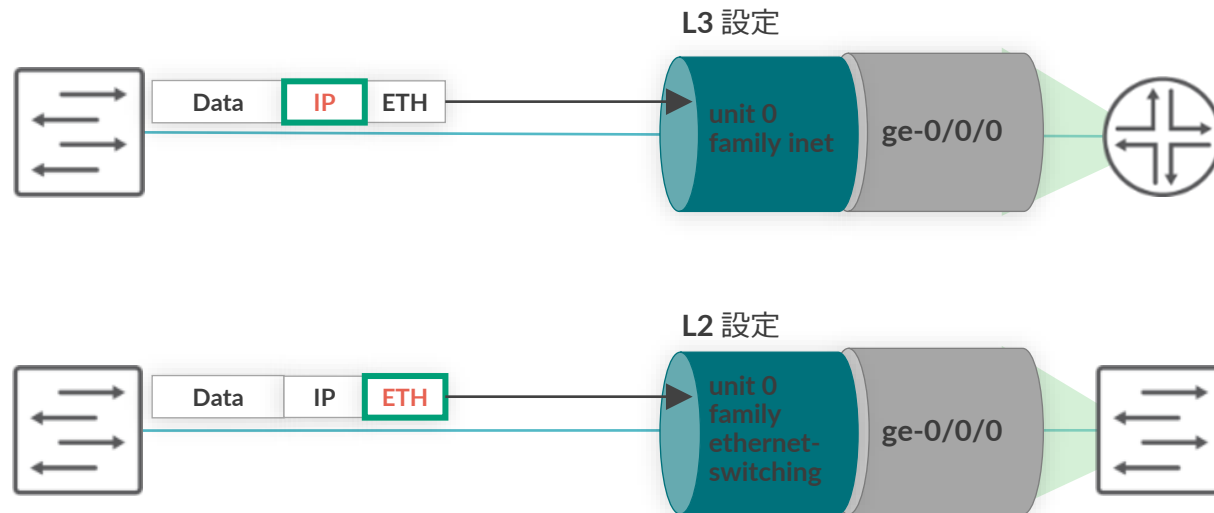 L3 設定
Data IP ETH
unit 0
family inet
ge-0/0/0
L2 設定
Data IP ETH
unit 0
family
ethernet-
switching
ge-0/0/0